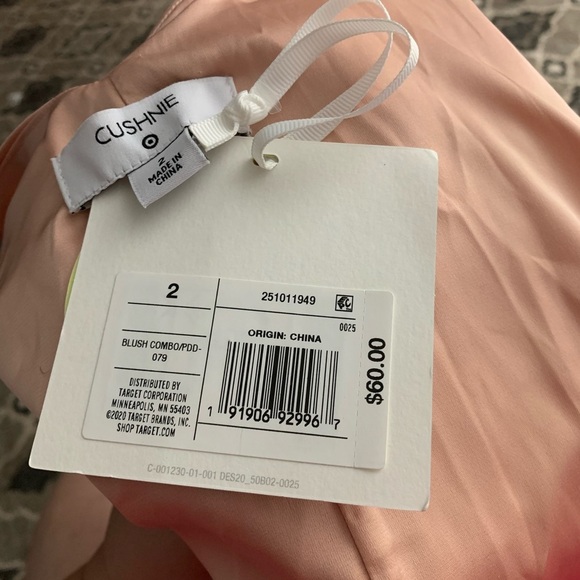 CUSHNIE
2
MADE IN
CHINA
2
251011949
0025
BLUSH COMBO/PDD-
079
ORIGIN: CHINA
$60.00
DISTRIBUTED BY
TARGET CORPORATION
MINNEAPOLIS, MN 55403
©2020 TARGET BRANDS, INC.
SHOP TARGET.COM
1 91906 92996 7
C-001230-01-001 DES20_50B02-0025